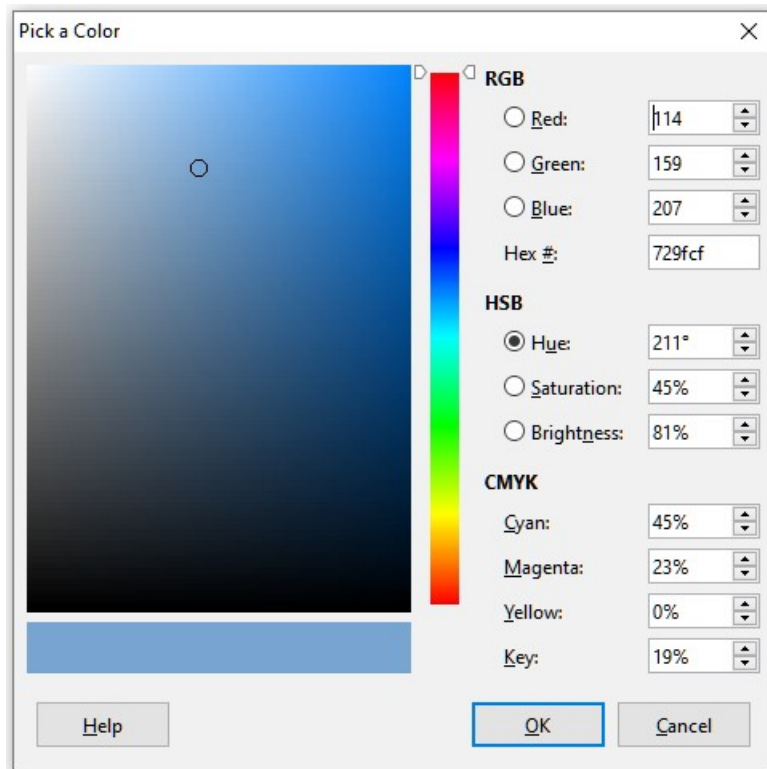 Pick a Color
RGB
Red: 114
Green: 159
Blue: 207
Hex #: 729fcf
HSB
Hue: 211°
Saturation: 45%
Brightness: 81%
CMYK
Cyan: 45%
Magenta: 23%
Yellow: 0%
Key: 19%
Help
OK
Cancel